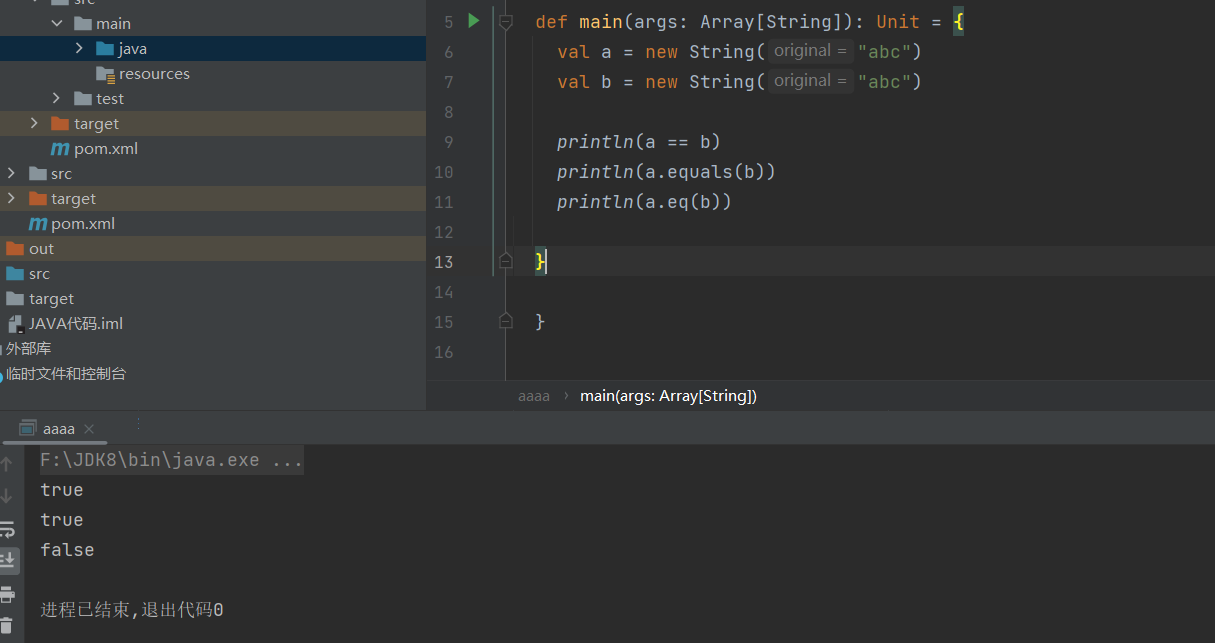 src
main
java
resources
test
target
pom.xml
src
target
pom.xml
out
src
target
JAVA代码.iml
外部库
临时文件和控制台
5 def main(args: Array[String]): Unit = {
6 val a = new String( original = "abc")
7 val b = new String( original = "abc")
8
9 println(a == b)
10 println(a.equals(b))
11 println(a.eq(b))
12
13 }
14
15 }
16
aaaa › main(args: Array[String])
aaaa ×
F:\JDK8\bin\java.exe ...
true
true
false
进程已结束,退出代码0